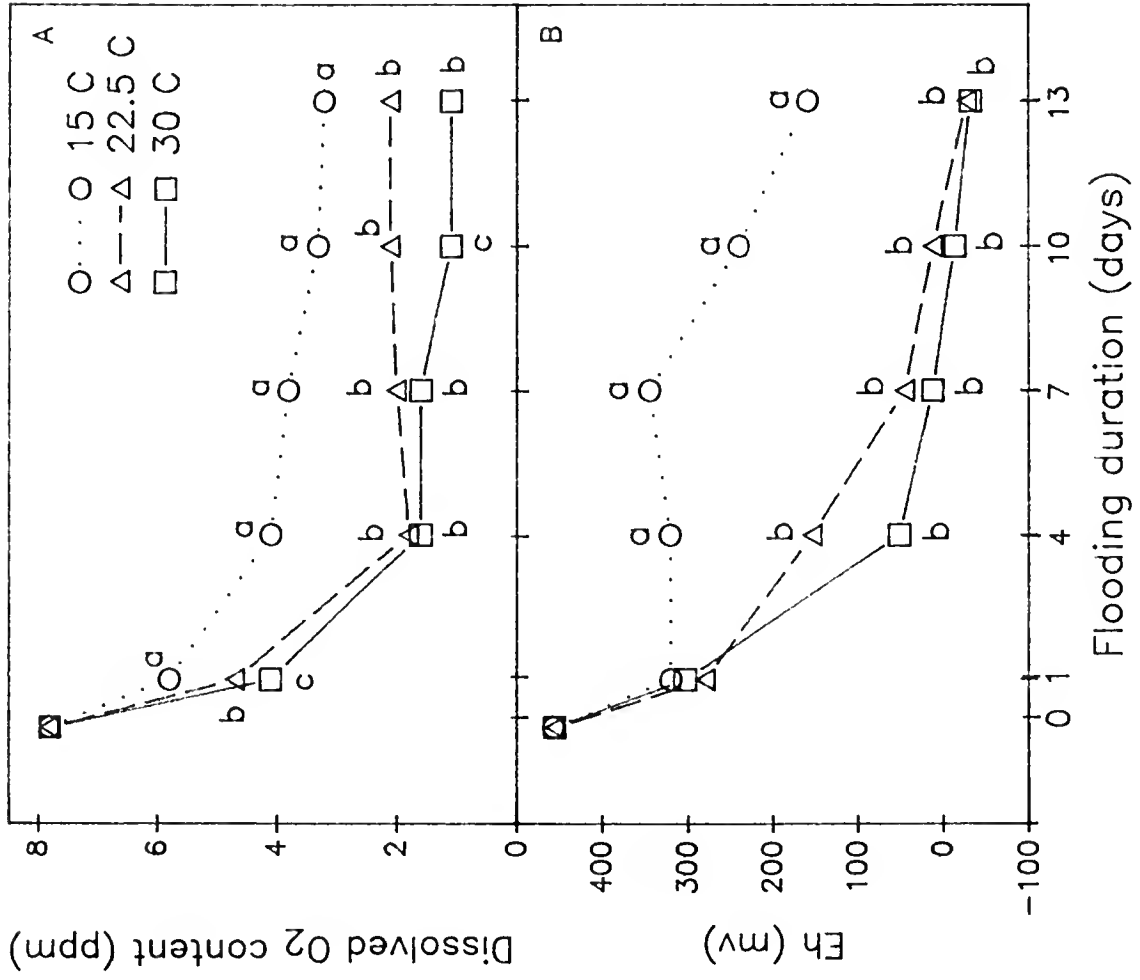 A
15 C
22.5 C
30 C
Dissolved O₂ content (ppm)
8
6
4
2
0
a
a
a
a
a
b
b
b
b
b
c
b
b
c
b
B
Eh (mv)
400
300
200
100
0
-100
a
a
a
a
b
b
b
b
b
b
b
b
0
1
4
7
10
13
Flooding duration (days)